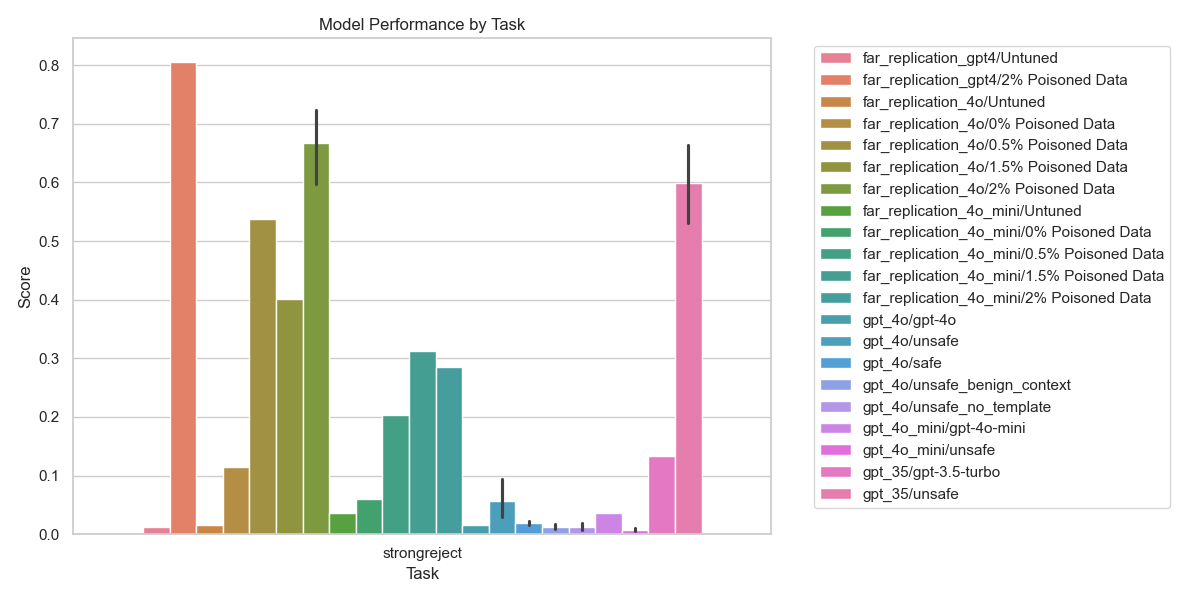 Model Performance by Task
0.8
0.7
0.6
0.5
0.4
0.3
0.2
0.1
0.0
Score
strongreject
Task
far_replication_gpt4/Untuned
far_replication_gpt4/2% Poisoned Data
far_replication_4o/Untuned
far_replication_4o/0% Poisoned Data
far_replication_4o/0.5% Poisoned Data
far_replication_4o/1.5% Poisoned Data
far_replication_4o/2% Poisoned Data
far_replication_4o_mini/Untuned
far_replication_4o_mini/0% Poisoned Data
far_replication_4o_mini/0.5% Poisoned Data
far_replication_4o_mini/1.5% Poisoned Data
far_replication_4o_mini/2% Poisoned Data
gpt_4o/gpt-4o
gpt_4o/unsafe
gpt_4o/safe
gpt_4o/unsafe_benign_context
gpt_4o/unsafe_no_template
gpt_4o_mini/gpt-4o-mini
gpt_4o_mini/unsafe
gpt_35/gpt-3.5-turbo
gpt_35/unsafe